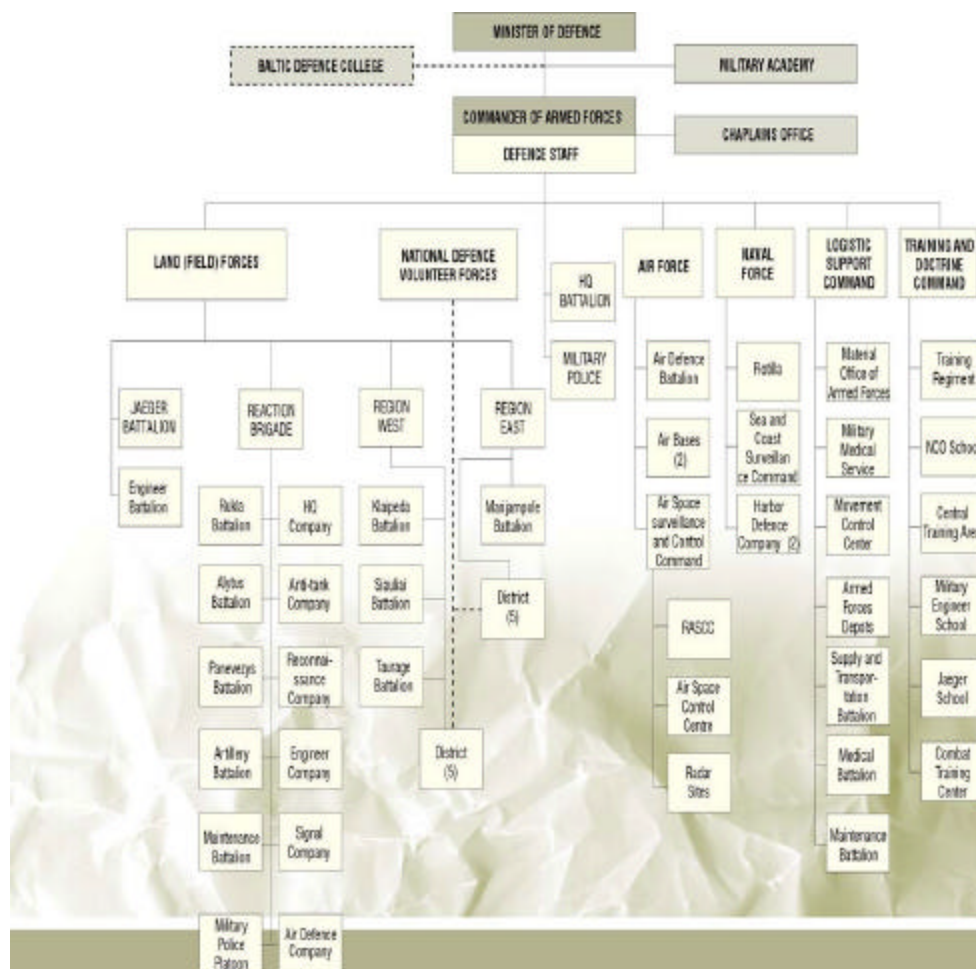 MINISTER OF DEFENCE
BALTIC DEFENCE COLLEGE
MILITARY ACADEMY
COMMANDER OF ARMED FORCES
DEFENCE STAFF
CHAPLAINS OFFICE
LAND (FIELD) FORCES
NATIONAL DEFENCE
VOLUNTEER FORCES
HQ
BATTALION
MILITARY
POLICE
AIR FORCE
NAVAL
FORCE
LOGISTIC
SUPPORT
COMMAND
TRAINING AND
DOCTRINE
COMMAND
JAEGER
BATTALION
Engineer
Battalion
REACTION
BRIGADE
Rukla
Battalion
HQ
Company
Alytus
Battalion
Anti-tank
Company
Panevezys
Battalion
Reconnai-
ssance
Company
Artillery
Battalion
Engineer
Company
Maintenance
Battalion
Signal
Company
Military
Police
Platoon
Air Defence
Company
REGION
WEST
Klaipeda
Battalion
Siauliai
Battalion
Taurage
Battalion
District
(5)
REGION
EAST
Marijampole
Battalion
District
(5)
Air Defence
Battalion
Air Bases
(2)
Air Space
surveillance
and Control
Command
RASCC
Air Space
Control
Centre
Radar
Sites
Flotilla
Sea and
Coast
Surveillan
ce Command
Harbor
Defence
Company (2)
Material
Office of
Armed Forces
Military
Medical
Service
Movement
Control
Center
Armed
Forces
Depots
Supply and
Transpor-
tation
Battalion
Medical
Battalion
Maintenance
Battalion
Training
Regiment
NCO School
Central
Training Area
Military
Engineer
School
Jaeger
School
Combat
Training
Center